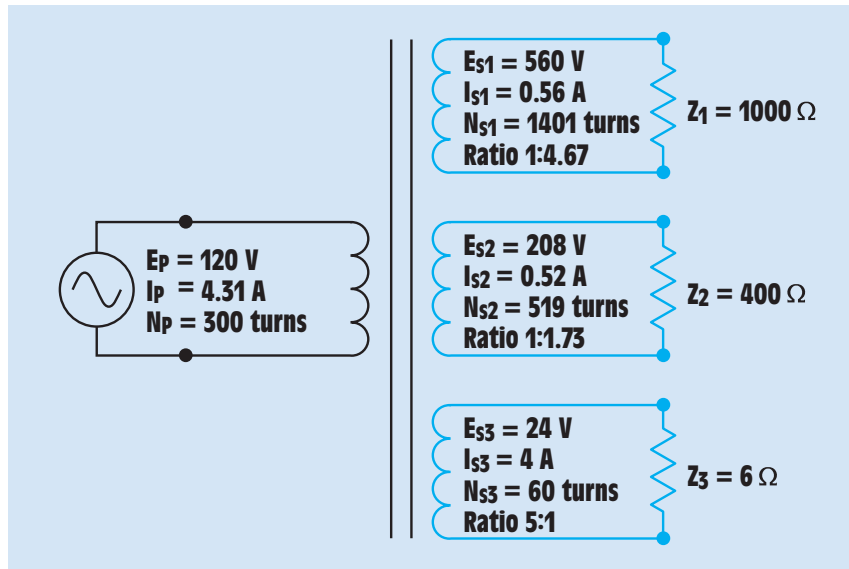 ES1 = 560 V
IS1 = 0.56 A
NS1 = 1401 turns
Ratio 1:4.67
Z1 = 1000 Ω
EP = 120 V
IP = 4.31 A
NP = 300 turns
ES2 = 208 V
IS2 = 0.52 A
NS2 = 519 turns
Ratio 1:1.73
Z2 = 400 Ω
ES3 = 24 V
IS3 = 4 A
NS3 = 60 turns
Ratio 5:1
Z3 = 6 Ω